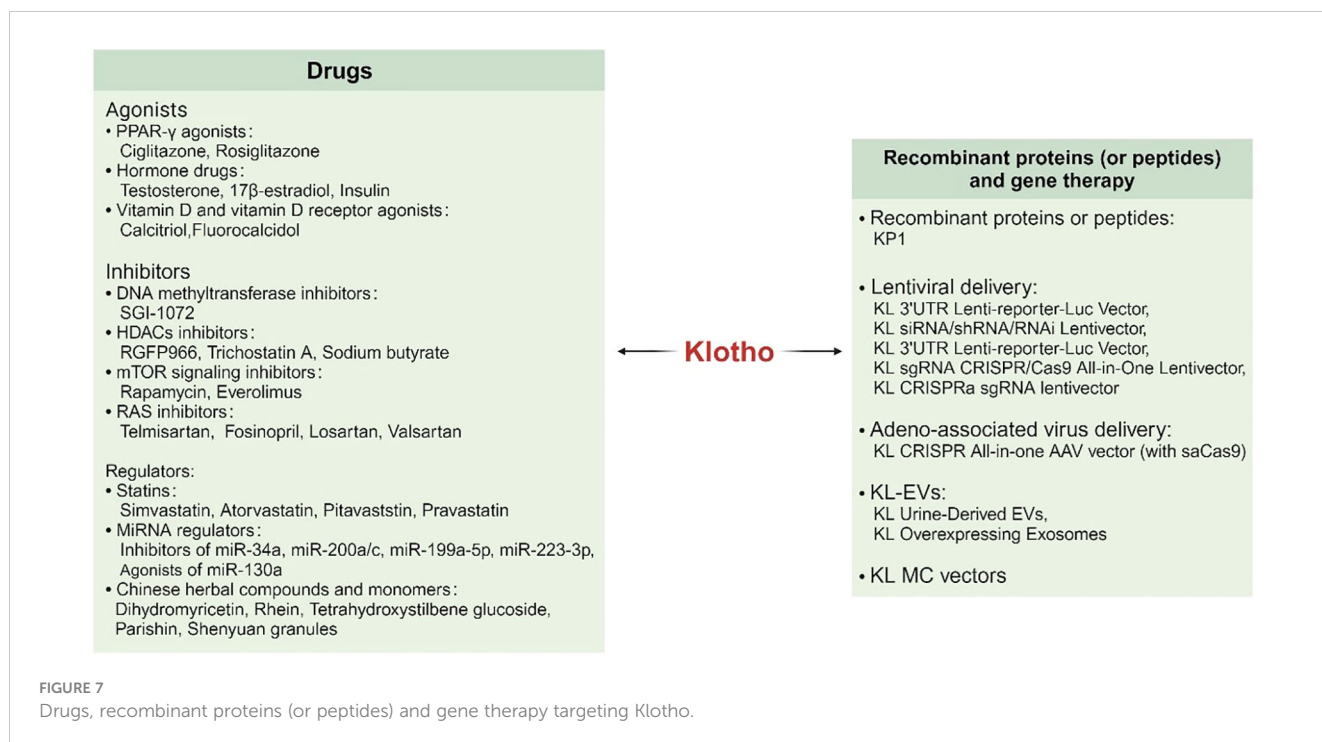 Drugs
Agonists
• PPAR-γ agonists:
Ciglitazone, Rosiglitazone
• Hormone drugs:
Testosterone, 17β-estradiol, Insulin
• Vitamin D and vitamin D receptor agonists:
Calcitriol,Fluorocalcidol
Inhibitors
• DNA methyltransferase inhibitors:
SGI-1072
• HDACs inhibitors:
RGFP966, Trichostatin A, Sodium butyrate
• mTOR signaling inhibitors:
Rapamycin, Everolimus
• RAS inhibitors:
Telmisartan, Fosinopril, Losartan, Valsartan
Regulators:
• Statins:
Simvastatin, Atorvastatin, Pitavaststin, Pravastatin
• MiRNA regulators:
Inhibitors of miR-34a, miR-200a/c, miR-199a-5p, miR-223-3p,
Agonists of miR-130a
• Chinese herbal compounds and monomers:
Dihydromyricetin, Rhein, Tetrahydroxystilbene glucoside,
Parishin, Shenyuan granules
Klotho
Recombinant proteins (or peptides)
and gene therapy
• Recombinant proteins or peptides:
KP1
• Lentiviral delivery:
KL 3'UTR Lenti-reporter-Luc Vector,
KL siRNA/shRNA/RNAi Lentivector,
KL 3'UTR Lenti-reporter-Luc Vector,
KL sgRNA CRISPR/Cas9 All-in-One Lentivector,
KL CRISPRa sgRNA lentivector
• Adeno-associated virus delivery:
KL CRISPR All-in-one AAV vector (with saCas9)
• KL-EVs:
KL Urine-Derived EVs,
KL Overexpressing Exosomes
• KL MC vectors
FIGURE 7
Drugs, recombinant proteins (or peptides) and gene therapy targeting Klotho.